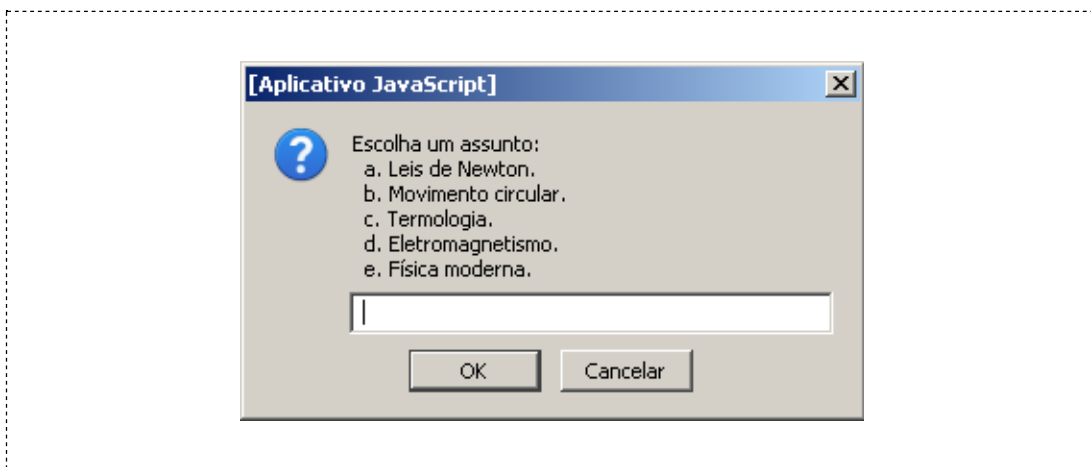 [Aplicativo JavaScript]
Escolha um assunto:
a. Leis de Newton.
b. Movimento circular.
c. Termologia.
d. Eletromagnetismo.
e. Física moderna.
OK Cancelar